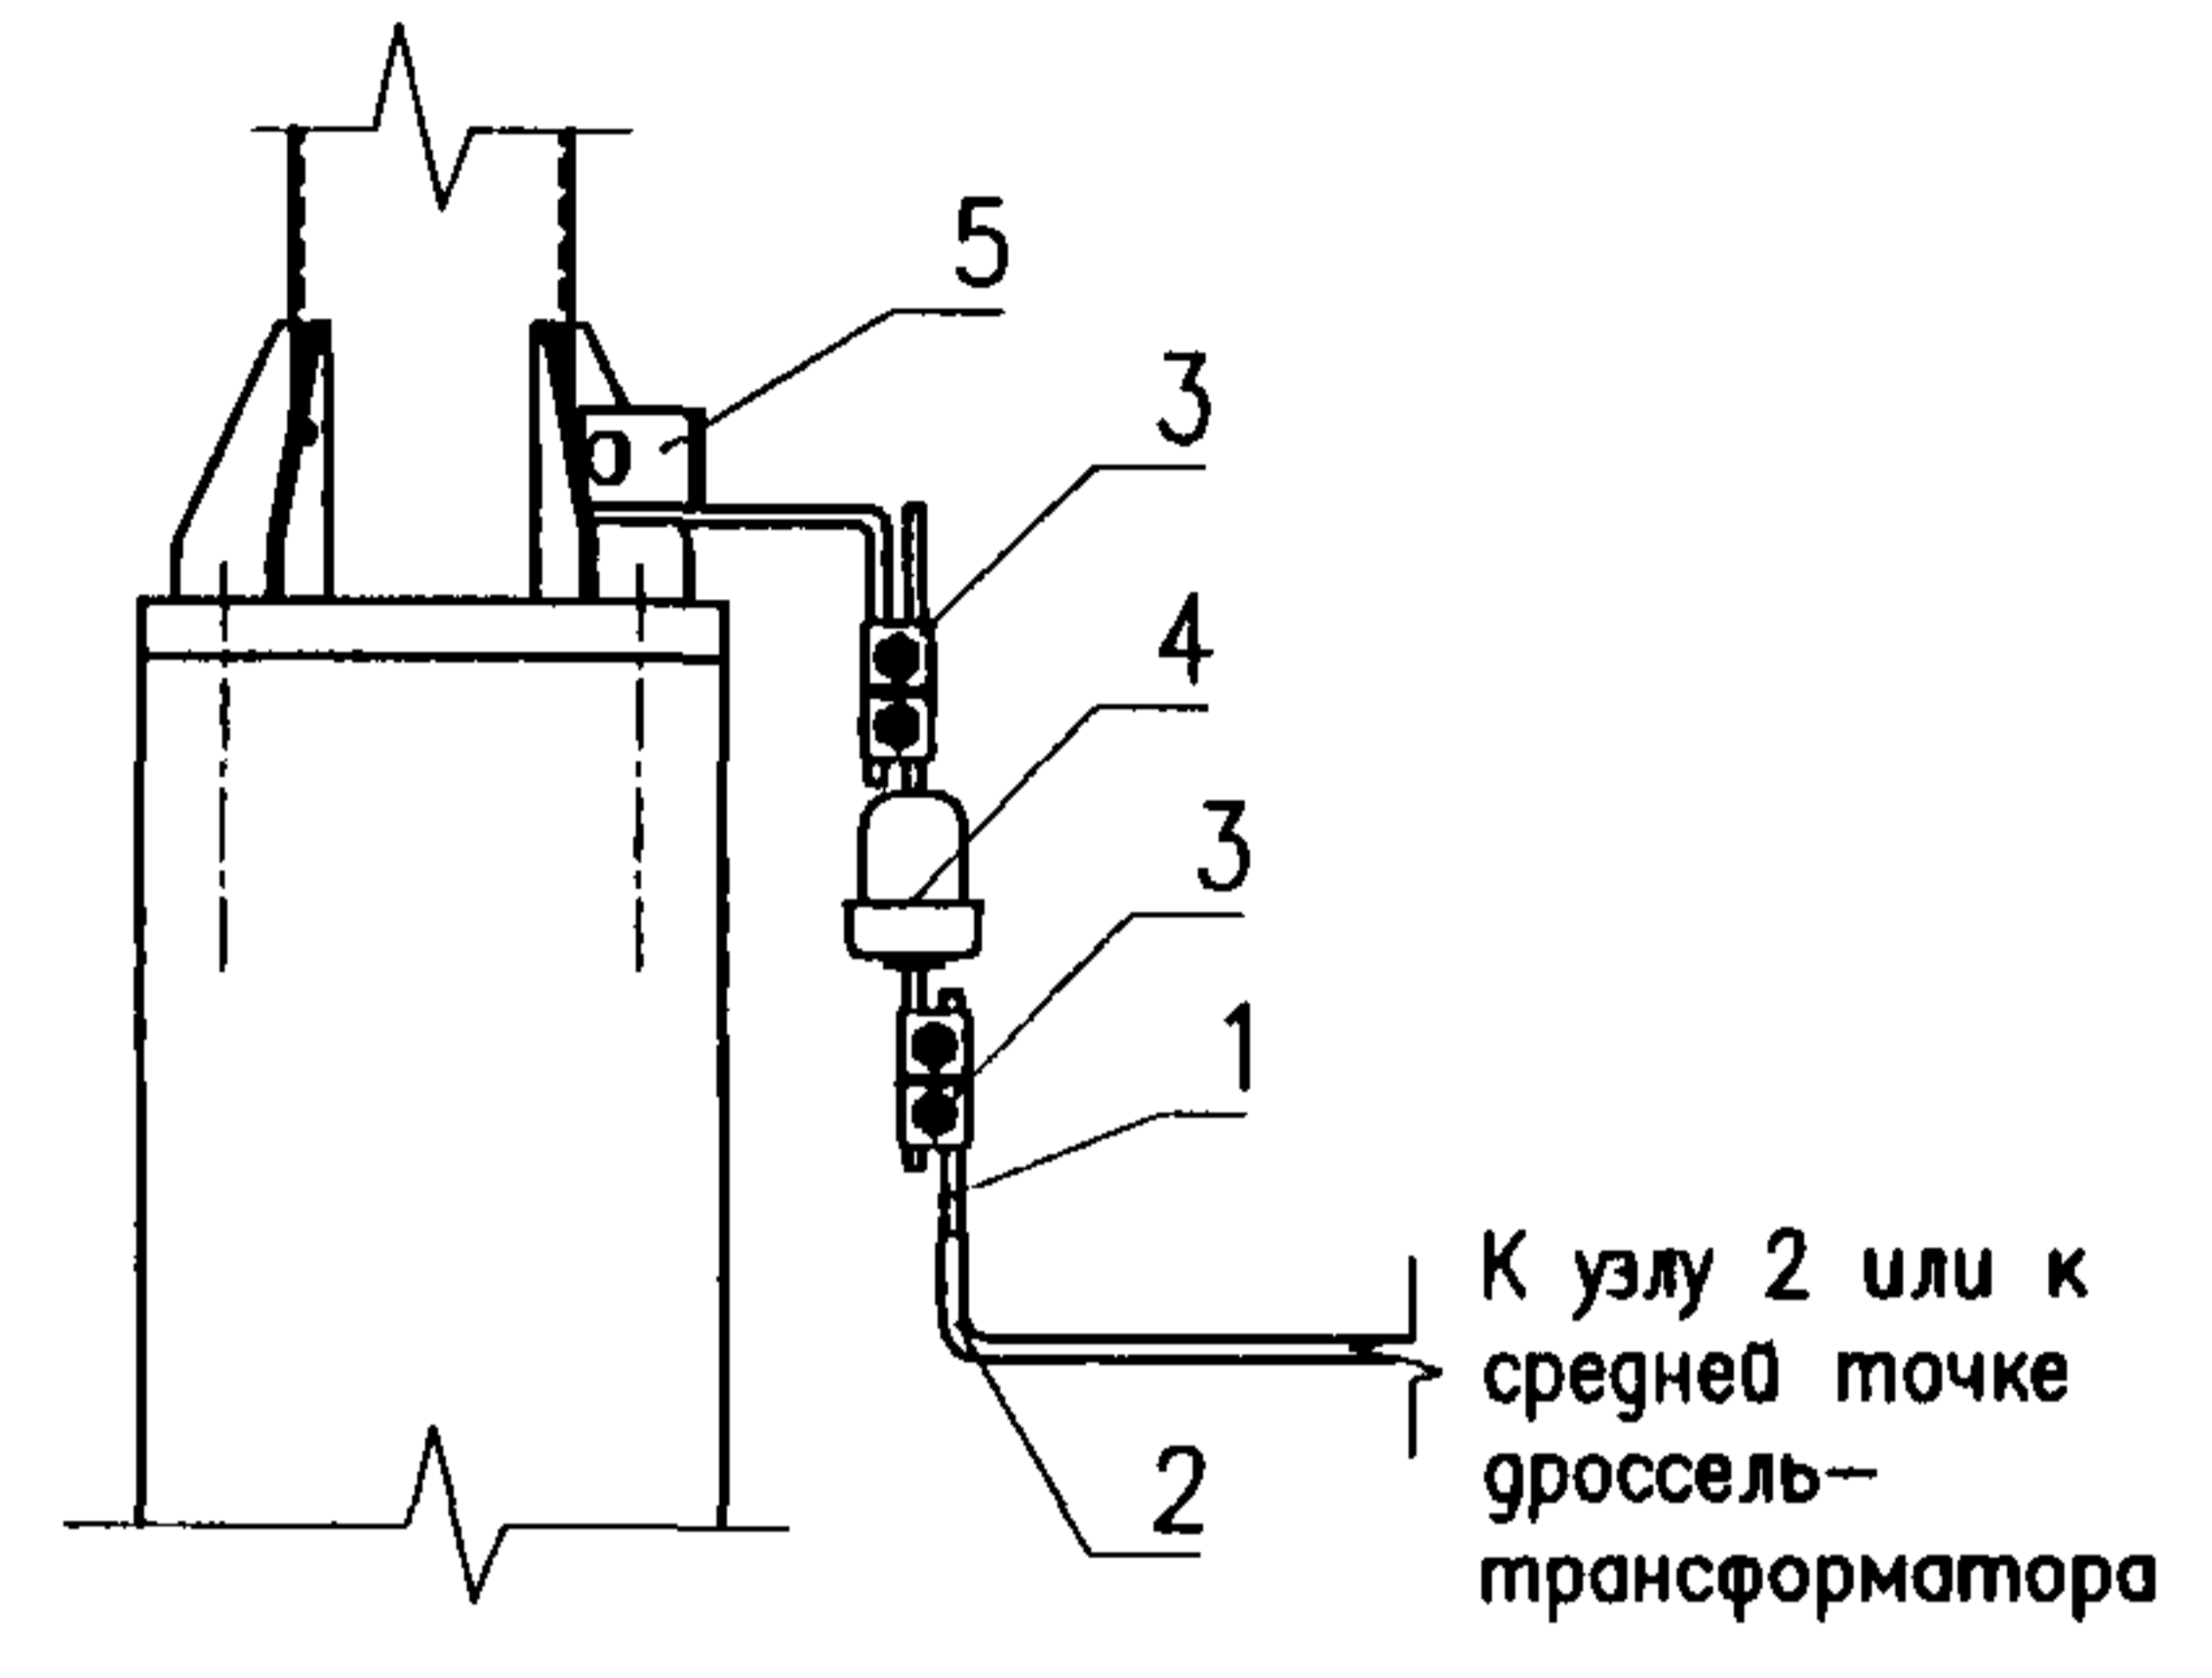 5
3
4
3
1
К узлу 2 или к
средней точке
дроссель–
трансформатора
2